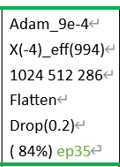 Adam_9e-4
X(-4)_eff(994)
1024 512 286
Flatten
Drop(0.2)
( 84%) ep35